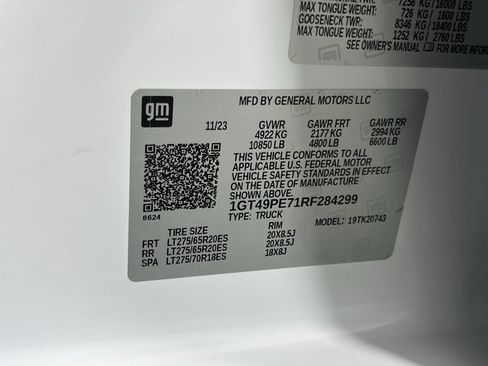 7258 KG/16000 LBS
MAX TONGUE WEIGHT: 726 KG/ 1600 LBS
GOOSENECK TWR: 8346 KG/18400 LBS
MAX TONGUE WEIGHT: 1252 KG/ 2760 LBS
SEE OWNER'S MANUAL FOR MORE INFOR
gm
MFD BY GENERAL MOTORS LLC
11/23 GVWR GAWR FRT GAWR RR
4922 KG 2177 KG 2994 KG
10850 LB 4800 LB 6600 LB
THIS VEHICLE CONFORMS TO ALL
APPLICABLE U.S. FEDERAL MOTOR
VEHICLE STANDARDS IN EFFECT
ON THE DATE OF MANUFACTURE
1GT49PE71RF284299
8624 TYPE: TRUCK MODEL: 19TK20743
TIRE SIZE RIM
FRT LT275/65R20ES 20X8.5J
RR LT275/65R20ES 20X8.5J
SPA LT275/70R18ES 18X8J